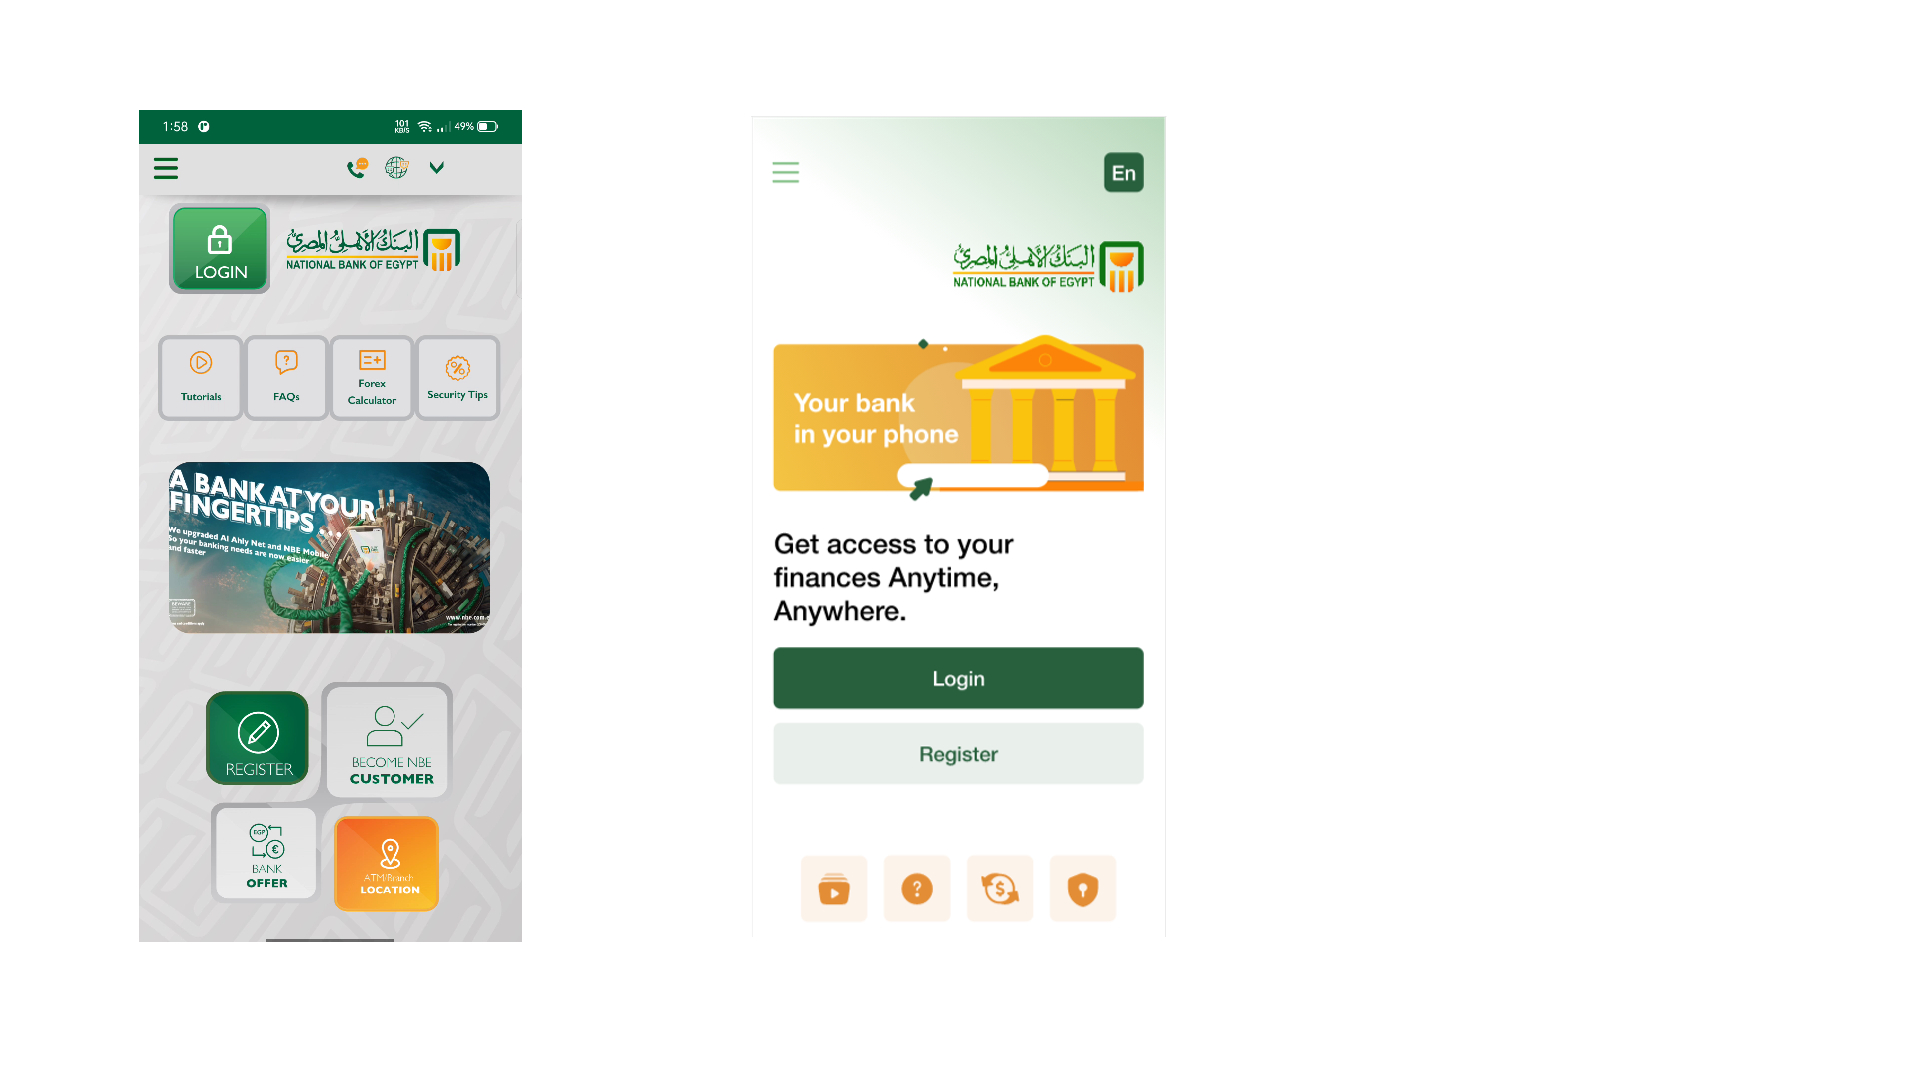 1:58
101
KB/S
49%
LOGIN
البنك الأهلي المصري
NATIONAL BANK OF EGYPT
Tutorials
FAQs
Forex
Calculator
Security Tips
A BANK AT YOUR
FINGERTIPS
We upgraded Al Ahly Net and NBE Mobile
So your banking needs are now easier
and faster
www.nbe.com.e
REGISTER
BECOME NBE
CUSTOMER
EGP
€
BANK
OFFER
ATM/Branch
LOCATION
En
البنك الأهلي المصري
NATIONAL BANK OF EGYPT
Your bank
in your phone
Get access to your
finances Anytime,
Anywhere.
Login
Register